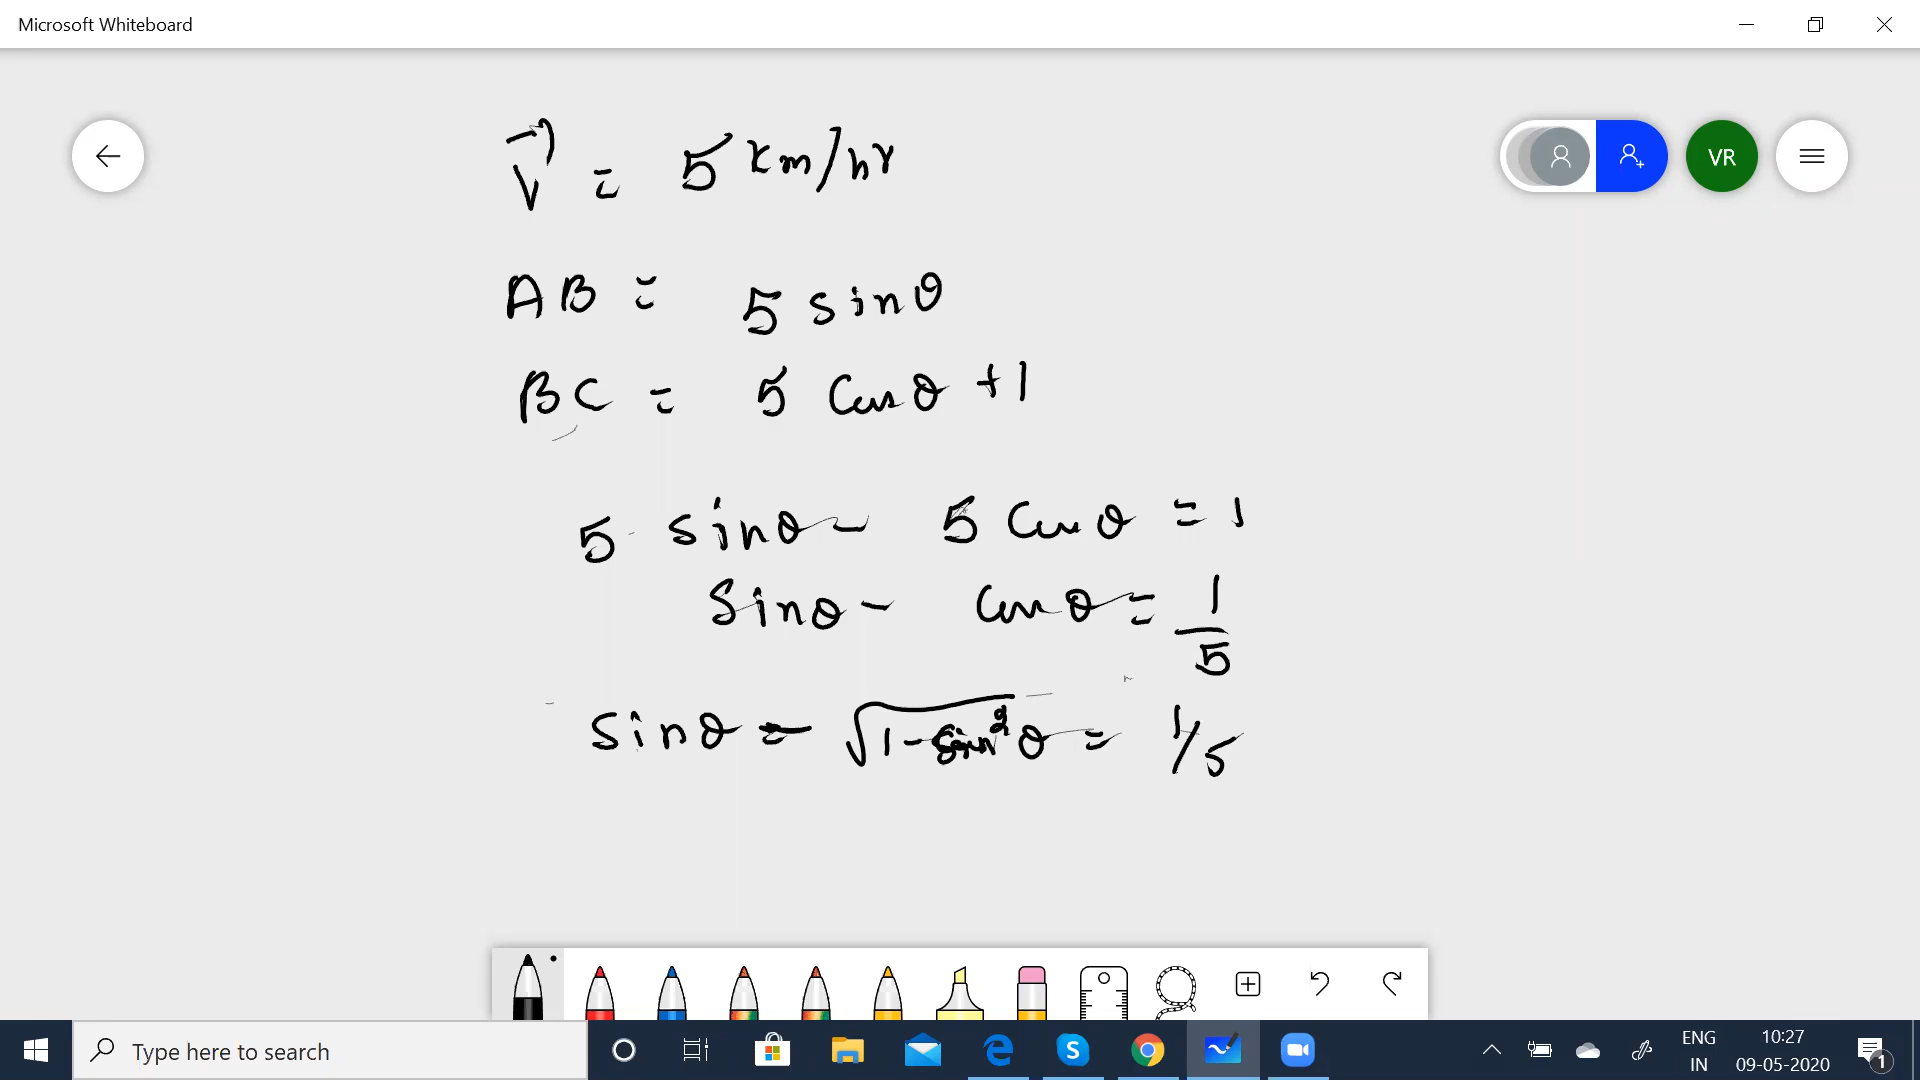 Microsoft Whiteboard
V⃗ = 5 km/hr
VR
AB = 5 sinθ
BC = 5 Cosθ +1
5 sinθ - 5 Cosθ = 1
Sinθ - Cosθ = 1/5
sinθ - √1-sin²θ = 1/5
Type here to search
ENG
IN
10:27
09-05-2020
1